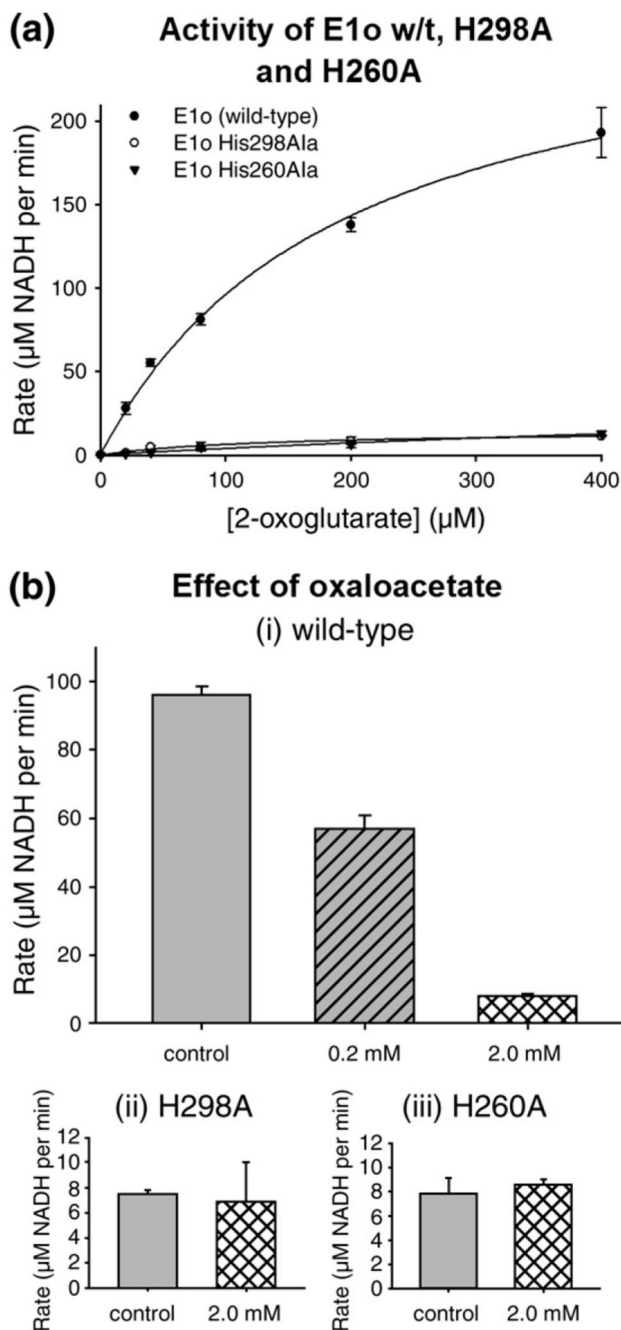 (a) Activity of E1o w/t, H298A
and H260A
E1o (wild-type)
E1o His298Ala
E1o His260Ala
Rate (µM NADH per min)
200
150
100
50
0
0 100 200 300 400
[2-oxoglutarate] (µM)
(b) Effect of oxaloacetate
(i) wild-type
Rate (µM NADH per min)
100
80
60
40
20
0
control 0.2 mM 2.0 mM
(ii) H298A
Rate (µM NADH per min)
12
10
8
6
4
2
0
control 2.0 mM
(iii) H260A
Rate (µM NADH per min)
12
10
8
6
4
2
0
control 2.0 mM